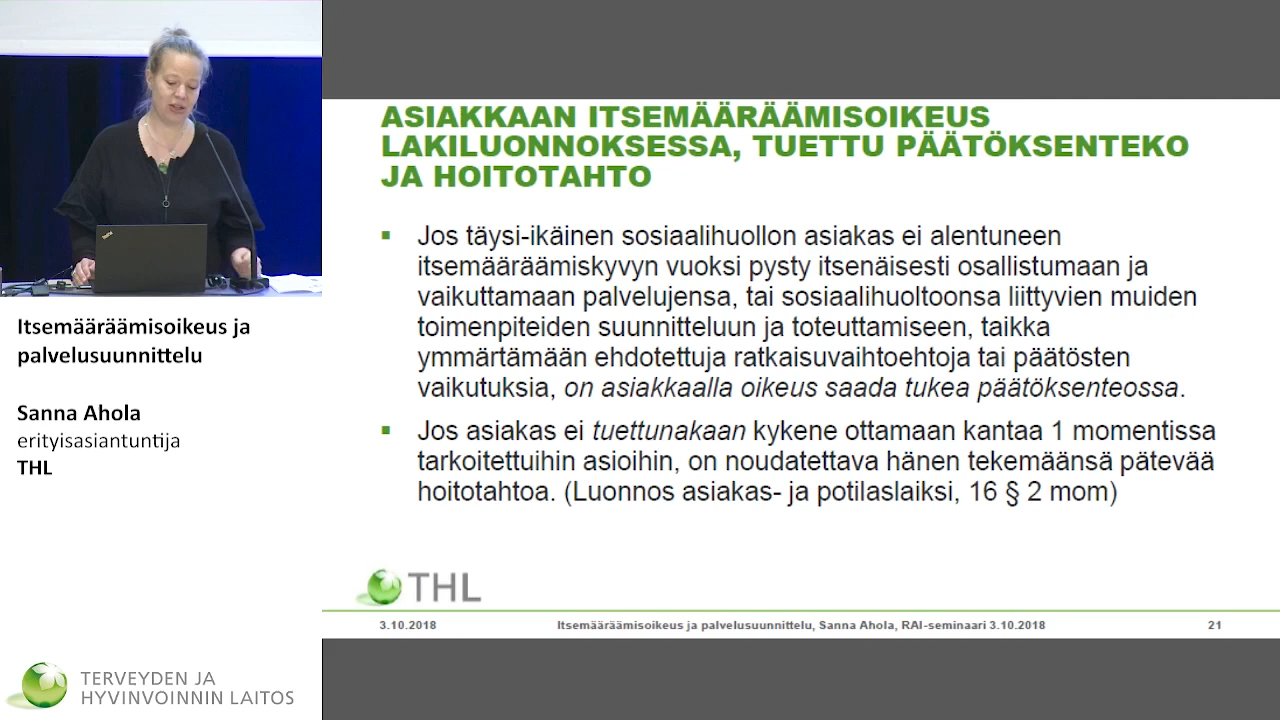 Itsemääräämisoikeus ja
palvelusuunnittelu
Sanna Ahola
erityisasiantuntija
THL
TERVEYDEN JA
HYVINVOINNIN LAITOS
ASIAKKAAN ITSEMÄÄRÄÄMISOIKEUS
LAKILUONNOKSESSA, TUETTU PÄÄTÖKSENTEKO
JA HOITOTAHTO
Jos täysi-ikäinen sosiaalihuollon asiakas ei alentuneen
itsemääräämiskyvyn vuoksi pysty itsenäisesti osallistumaan ja
vaikuttamaan palvelujensa, tai sosiaalihuoltoonsa liittyvien muiden
toimenpiteiden suunnitteluun ja toteuttamiseen, taikka
ymmärtämään ehdotettuja ratkaisuvaihtoehtoja tai päätösten
vaikutuksia, on asiakkaalla oikeus saada tukea päätöksenteossa.
Jos asiakas ei tuettunakaan kykene ottamaan kantaa 1 momentissa
tarkoitettuihin asioihin, on noudatettava hänen tekemäänsä pätevää
hoitotahtoa. (Luonnos asiakas- ja potilaslaiksi, 16 § 2 mom)
THL
3.10.2018 Itsemääräämisoikeus ja palvelusuunnittelu, Sanna Ahola, RAI-seminaari 3.10.2018 21